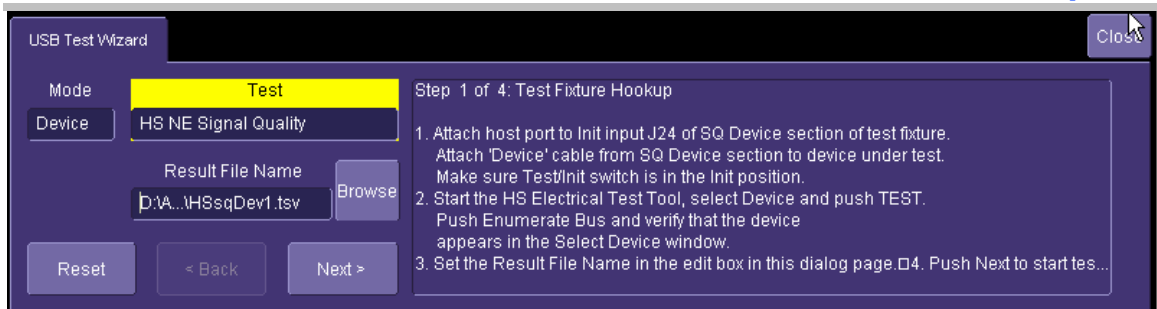 USB Test Wizard
Close
Mode
Test
Device
HS NE Signal Quality
Result File Name
D:\A...\HSsqDev1.tsv
Browse
Reset
< Back
Next >
Step 1 of 4: Test Fixture Hookup
1. Attach host port to Init input J24 of SQ Device section of test fixture.
Attach 'Device' cable from SQ Device section to device under test.
Make sure Test/Init switch is in the Init position.
2. Start the HS Electrical Test Tool, select Device and push TEST.
Push Enumerate Bus and verify that the device
appears in the Select Device window.
3. Set the Result File Name in the edit box in this dialog page.□4. Push Next to start tes...